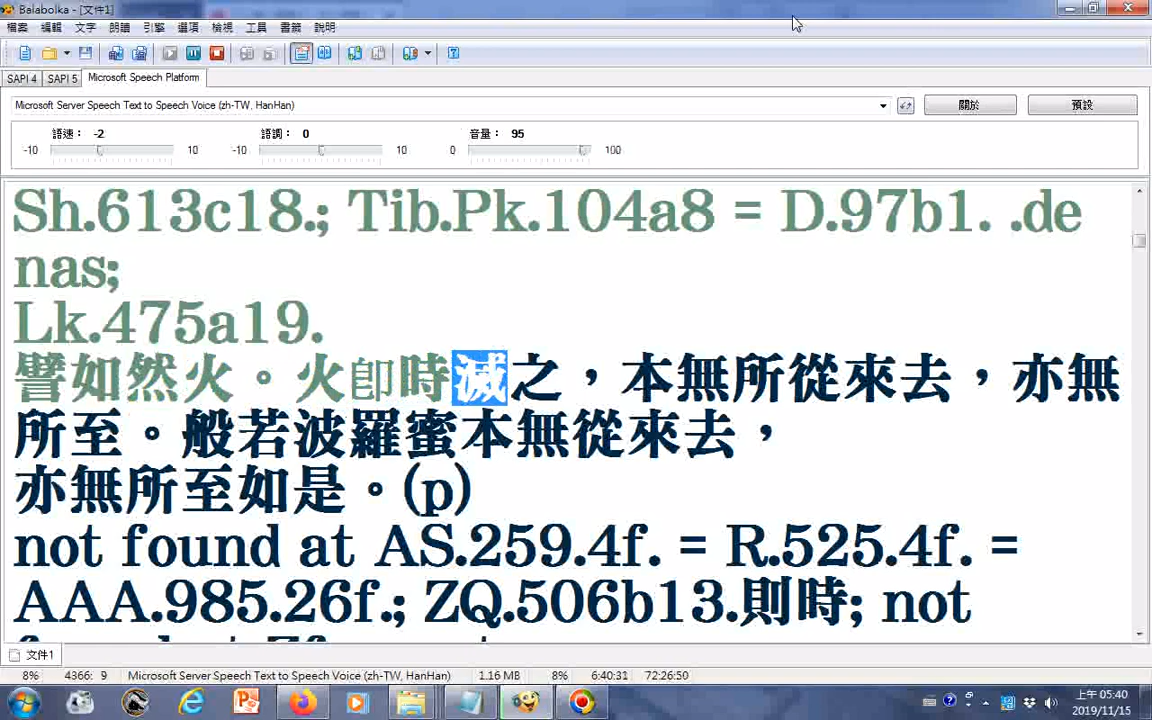 Balabolka - [文件1]
檔案 編輯 文字 朗讀 引擎 選項 檢視 工具 書籤 說明
SAPI 4 SAPI 5 Microsoft Speech Platform
Microsoft Server Speech Text to Speech Voice (zh-TW, HanHan) 關於 預設
語速： -2 語調： 0 音量： 95
-10 10 -10 10 0 100
Sh.613c18.; Tib.Pk.104a8 = D.97b1. .de
nas;
Lk.475a19.
譬如然火。火卽時滅之，本無所從來去，亦無
所至。般若波羅蜜本無從來去，
亦無所至如是。(p)
not found at AS.259.4f. = R.525.4f. =
AAA.985.26f.; ZQ.506b13.則時; not
文件1
8% 4366: 9 Microsoft Server Speech Text to Speech Voice (zh-TW, HanHan) 1.16 MB 8% 6:40:31 72:26:50
上午 05:40
2019/11/15